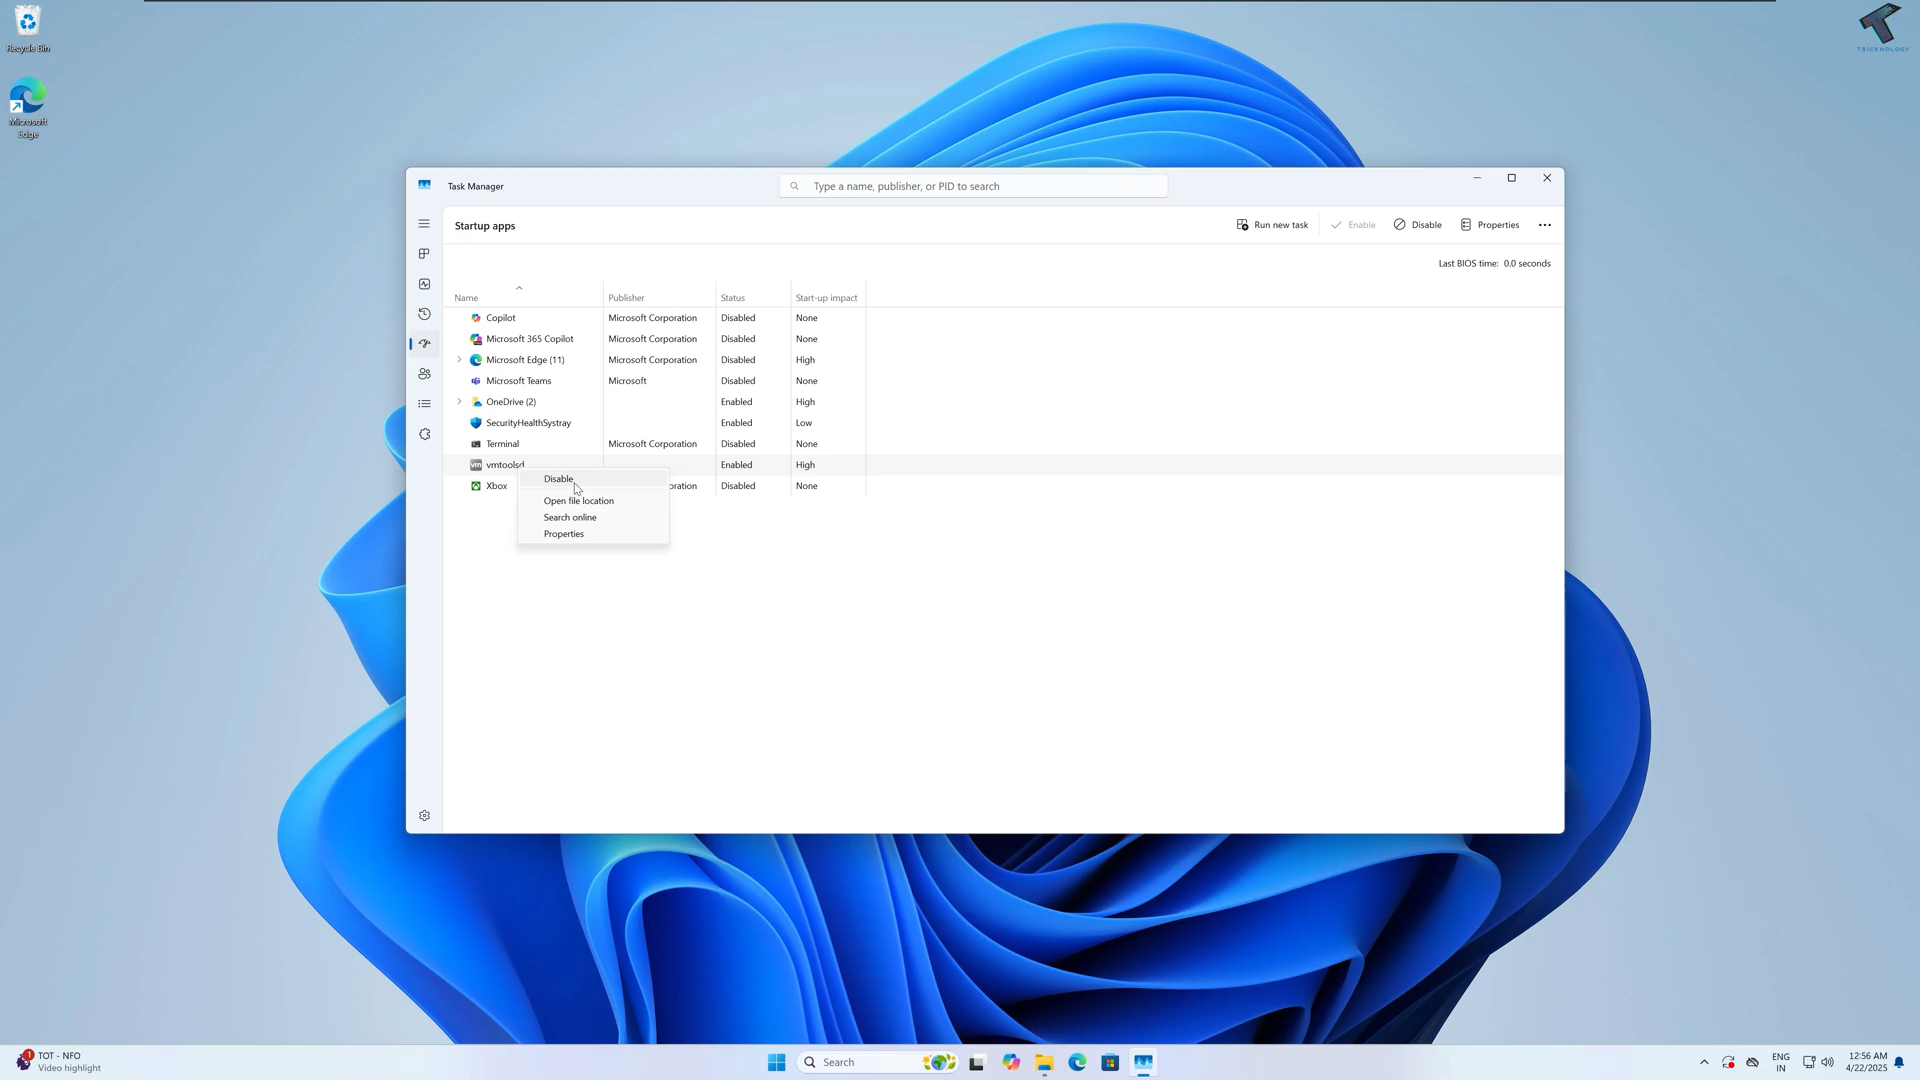 Recycle Bin
Microsoft
Edge
TRICKNOLOGY
Task Manager
Type a name, publisher, or PID to search
Startup apps
Run new task
Enable
Disable
Properties
Last BIOS time: 0.0 seconds
Name
Publisher
Status
Start-up impact
Copilot
Microsoft Corporation
Disabled
None
Microsoft 365 Copilot
Microsoft Corporation
Disabled
None
Microsoft Edge (11)
Microsoft Corporation
Disabled
High
Microsoft Teams
Microsoft
Disabled
None
OneDrive (2)
Enabled
High
SecurityHealthSystray
Enabled
Low
Terminal
Microsoft Corporation
Disabled
None
vm
vmtoolsd
Enabled
High
Xbox
oration
Disabled
None
Disable
Open file location
Search online
Properties
1
TOT - NFO
Video highlight
Search
ENG
IN
12:56 AM
4/22/2025